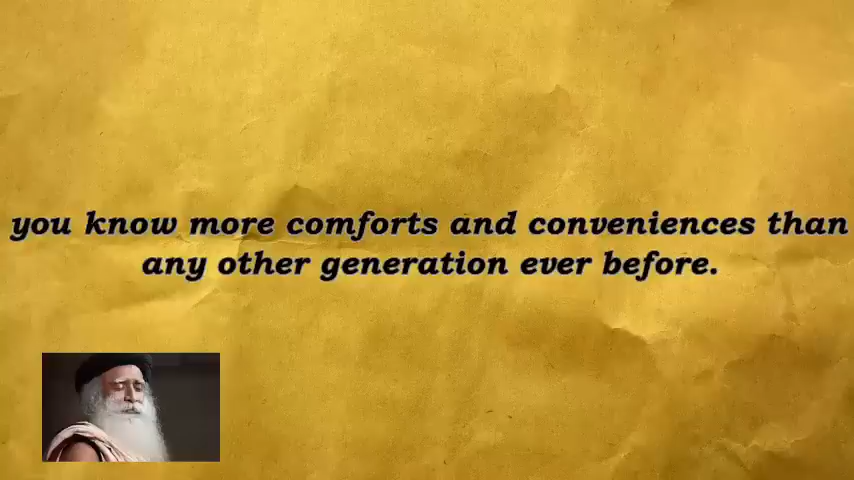 you know more comforts and conveniences than
any other generation ever before.